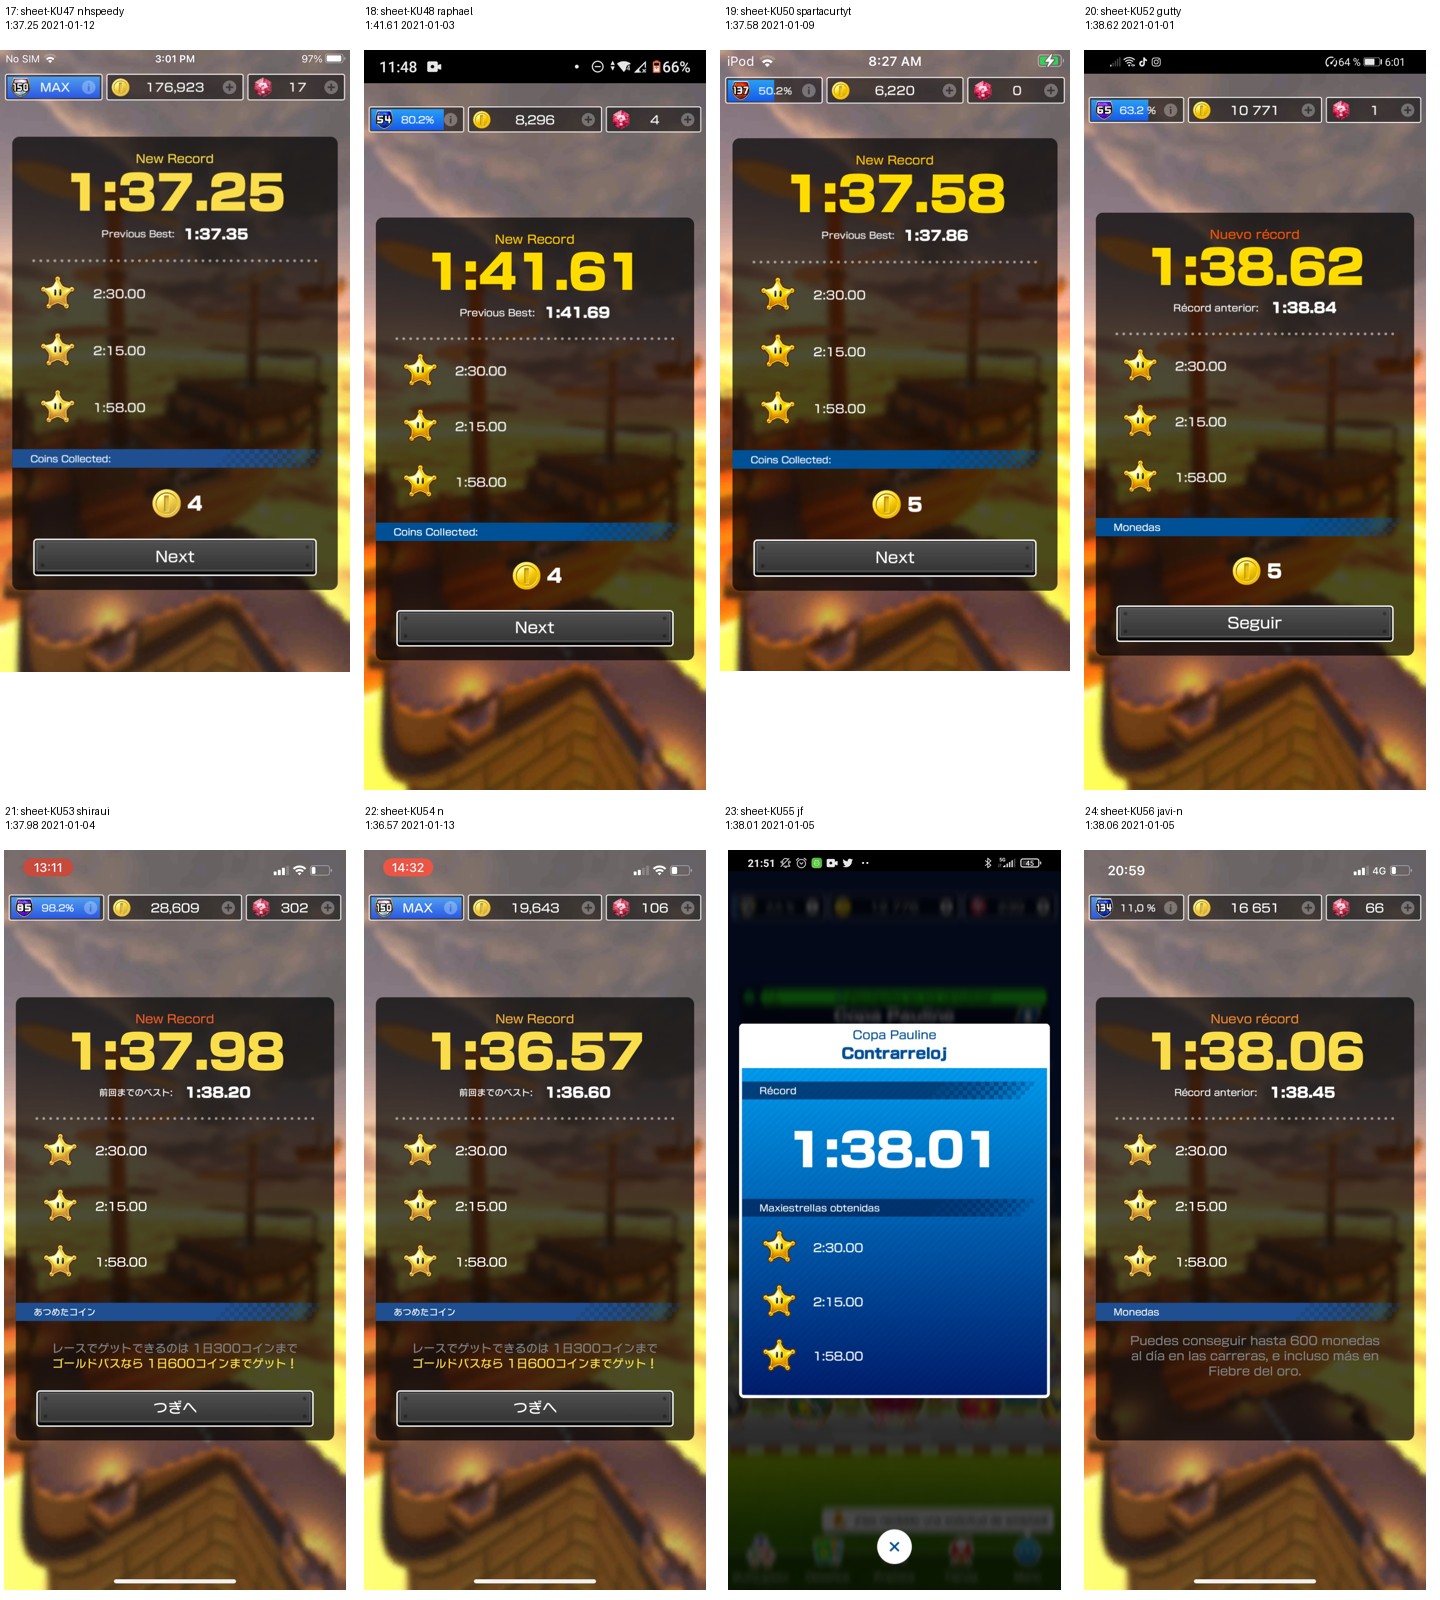 17: sheet-KU47 nhspeedy
1:37.25 2021-01-12
No SIM
3:01 PM
97%
150 MAX
176,923
17
New Record
1:37.25
Previous Best: 1:37.35
2:30.00
2:15.00
1:58.00
Coins Collected:
4
Next
18: sheet-KU48 raphael
1:41.61 2021-01-03
11:48
66%
54 80.2%
8,296
4
New Record
1:41.61
Previous Best: 1:41.69
2:30.00
2:15.00
1:58.00
Coins Collected:
4
Next
19: sheet-KU50 spartacurtyt
1:37.58 2021-01-09
iPod
8:27 AM
137 50.2%
6,220
0
New Record
1:37.58
Previous Best: 1:37.86
2:30.00
2:15.00
1:58.00
Coins Collected:
5
Next
20: sheet-KU52 gutty
1:38.62 2021-01-01
64 %
6:01
65 63.2 %
10 771
1
Nuevo récord
1:38.62
Récord anterior: 1:38.84
2:30.00
2:15.00
1:58.00
Monedas
5
Seguir
21: sheet-KU53 shiraui
1:37.98 2021-01-04
13:11
85 98.2%
28,609
302
New Record
1:37.98
前回までのベスト: 1:38.20
2:30.00
2:15.00
1:58.00
あつめたコイン
レースでゲットできるのは 1日300コインまで
ゴールドパスなら 1日600コインまでゲット！
つぎへ
22: sheet-KU54 n
1:36.57 2021-01-13
14:32
150 MAX
19,643
106
New Record
1:36.57
前回までのベスト: 1:36.60
2:30.00
2:15.00
1:58.00
あつめたコイン
レースでゲットできるのは 1日300コインまで
ゴールドパスなら 1日600コインまでゲット！
つぎへ
23: sheet-KU55 jf
1:38.01 2021-01-05
21:51
45
Copa Pauline
Copa Pauline
Contrarreloj
Récord
1:38.01
Maxiestrellas obtenidas
2:30.00
2:15.00
1:58.00
24: sheet-KU56 javi-n
1:38.06 2021-01-05
20:59
4G
134 11,0 %
16 651
66
Nuevo récord
1:38.06
Récord anterior: 1:38.45
2:30.00
2:15.00
1:58.00
Monedas
Puedes conseguir hasta 600 monedas
al día en las carreras, e incluso más en
Fiebre del oro.